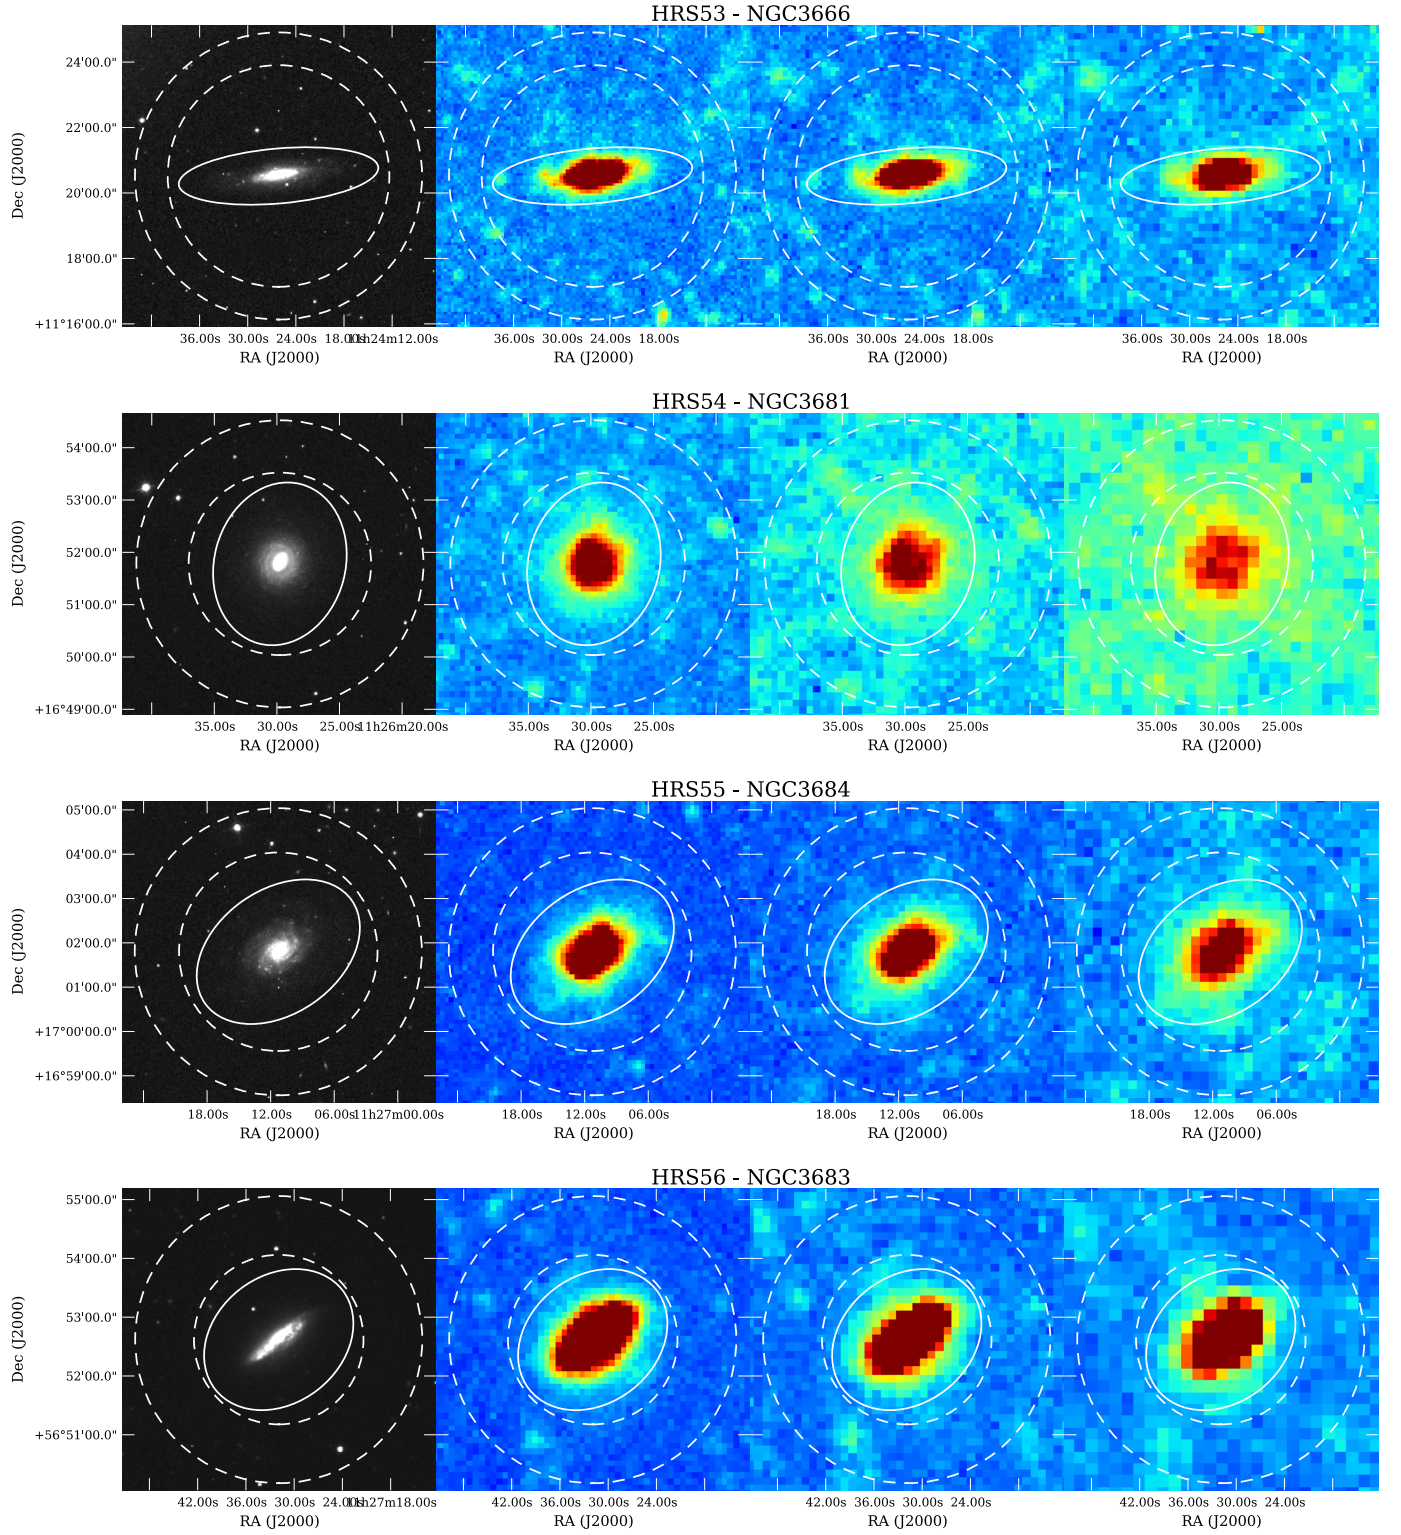 HRS53 - NGC3666
24'00.0"
22'00.0"
20'00.0"
18'00.0"
+11°16'00.0"
Dec (J2000)
36.00s 30.00s 24.00s 18.00s 11h24m12.00s 36.00s 30.00s 24.00s 18.00s 36.00s 30.00s 24.00s 18.00s 36.00s 30.00s 24.00s 18.00s
RA (J2000) RA (J2000) RA (J2000) RA (J2000)
HRS54 - NGC3681
54'00.0"
53'00.0"
52'00.0"
51'00.0"
50'00.0"
+16°49'00.0"
Dec (J2000)
35.00s 30.00s 25.00s 11h26m20.00s 35.00s 30.00s 25.00s 35.00s 30.00s 25.00s 35.00s 30.00s 25.00s
RA (J2000) RA (J2000) RA (J2000) RA (J2000)
HRS55 - NGC3684
05'00.0"
04'00.0"
03'00.0"
02'00.0"
01'00.0"
+17°00'00.0"
+16°59'00.0"
Dec (J2000)
18.00s 12.00s 06.00s 11h27m00.00s 18.00s 12.00s 06.00s 18.00s 12.00s 06.00s 18.00s 12.00s 06.00s
RA (J2000) RA (J2000) RA (J2000) RA (J2000)
HRS56 - NGC3683
55'00.0"
54'00.0"
53'00.0"
52'00.0"
+56°51'00.0"
Dec (J2000)
42.00s 36.00s 30.00s 24.00s 11h27m18.00s 42.00s 36.00s 30.00s 24.00s 42.00s 36.00s 30.00s 24.00s 42.00s 36.00s 30.00s 24.00s
RA (J2000) RA (J2000) RA (J2000) RA (J2000)